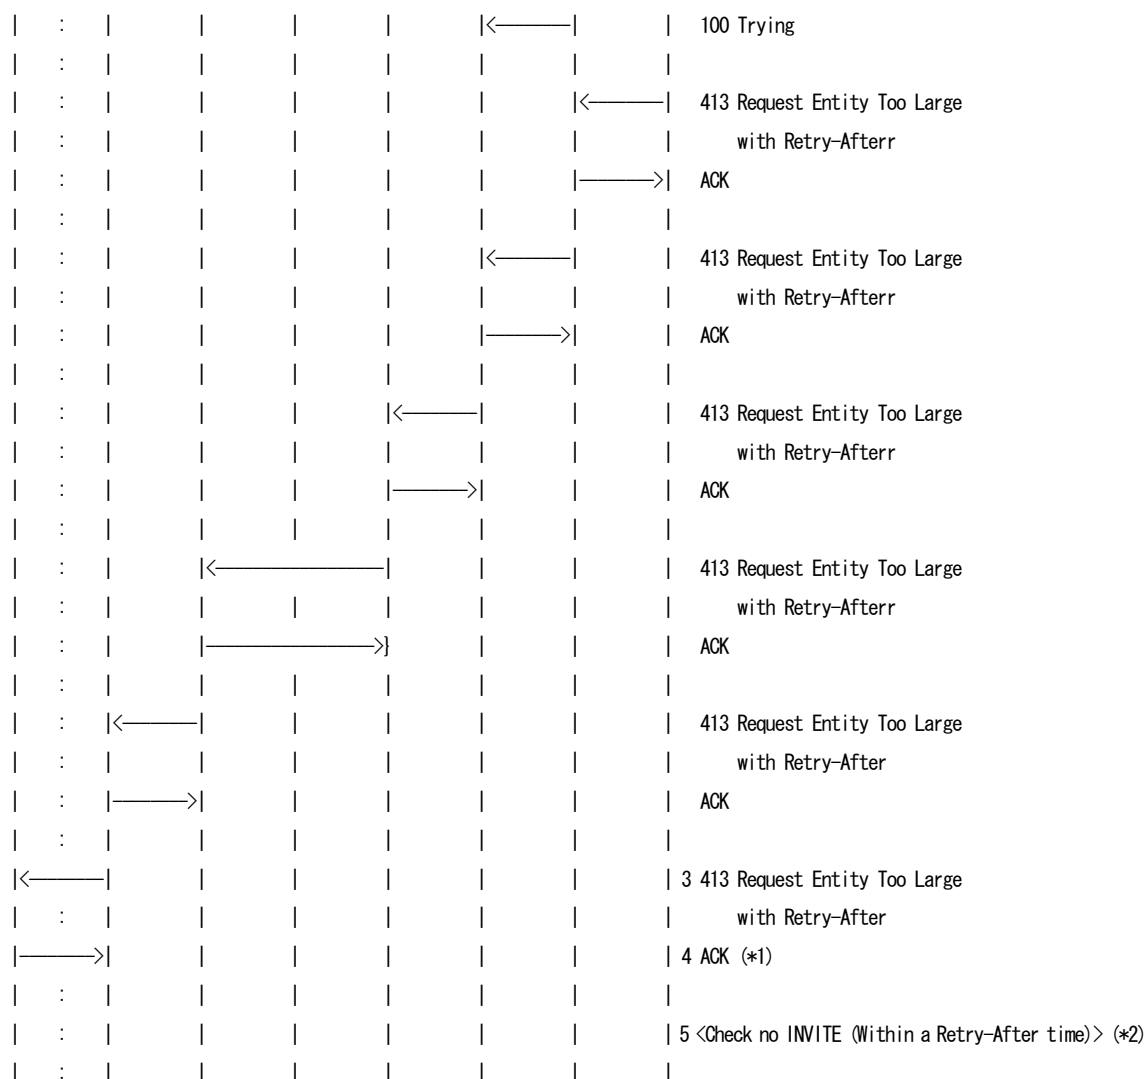 100 Trying
413 Request Entity Too Large
with Retry-Afterr
ACK
413 Request Entity Too Large
with Retry-Afterr
ACK
413 Request Entity Too Large
with Retry-Afterr
ACK
413 Request Entity Too Large
with Retry-Afterr
ACK
413 Request Entity Too Large
with Retry-After
ACK
3 413 Request Entity Too Large
with Retry-After
4 ACK (*1)
5 <Check no INVITE (Within a Retry-After time)> (*2)